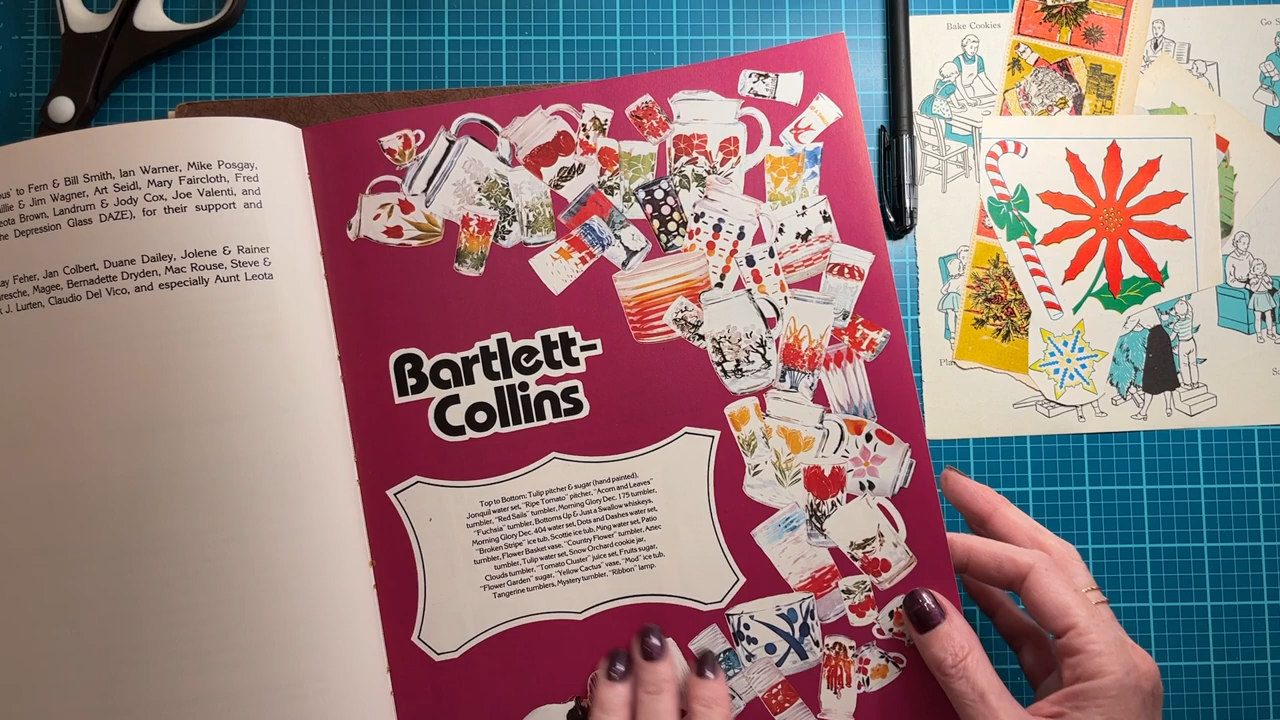 ous' to Fern & Bill Smith, Ian Warner, Mike Posgay,
illie & Jim Wagner, Art Seidl, Mary Faircloth, Fred
eota Brown, Landrum & Jody Cox, Joe Valenti, and
he Depression Glass DAZE), for their support and
ay Feher, Jan Colbert, Duane Dailey, Jolene & Rainer
aresche, Magee, Bernadette Dryden, Mac Rouse, Steve &
k J. Lurten, Claudio Del Vico, and especially Aunt Leota
Bartlett-
Collins
Top to Bottom: Tulip pitcher & sugar (hand painted),
Jonquil water set, "Ripe Tomato" pitcher, "Acorn and Leaves"
tumbler, "Red Sails" tumbler, Morning Glory Dec. 175 tumbler,
"Fuchsia" tumbler, Bottoms Up & Just a Swallow whiskeys,
Morning Glory Dec. 404 water set, Dots and Dashes water set,
"Broken Stripe" ice tub, Scottie ice tub, Ming water set, Patio
tumbler, Flower Basket vase, "Country Flower" tumbler, Aztec
tumbler, Tulip water set, Snow Orchard cookie jar,
Clouds tumbler, "Tomato Cluster" juice set, Fruits sugar,
"Flower Garden" sugar, "Yellow Cactus" vase, "Mod" ice tub,
Tangerine tumblers, Mystery tumbler, "Ribbon" lamp.
Bake Cookies
Go S
Pla
So